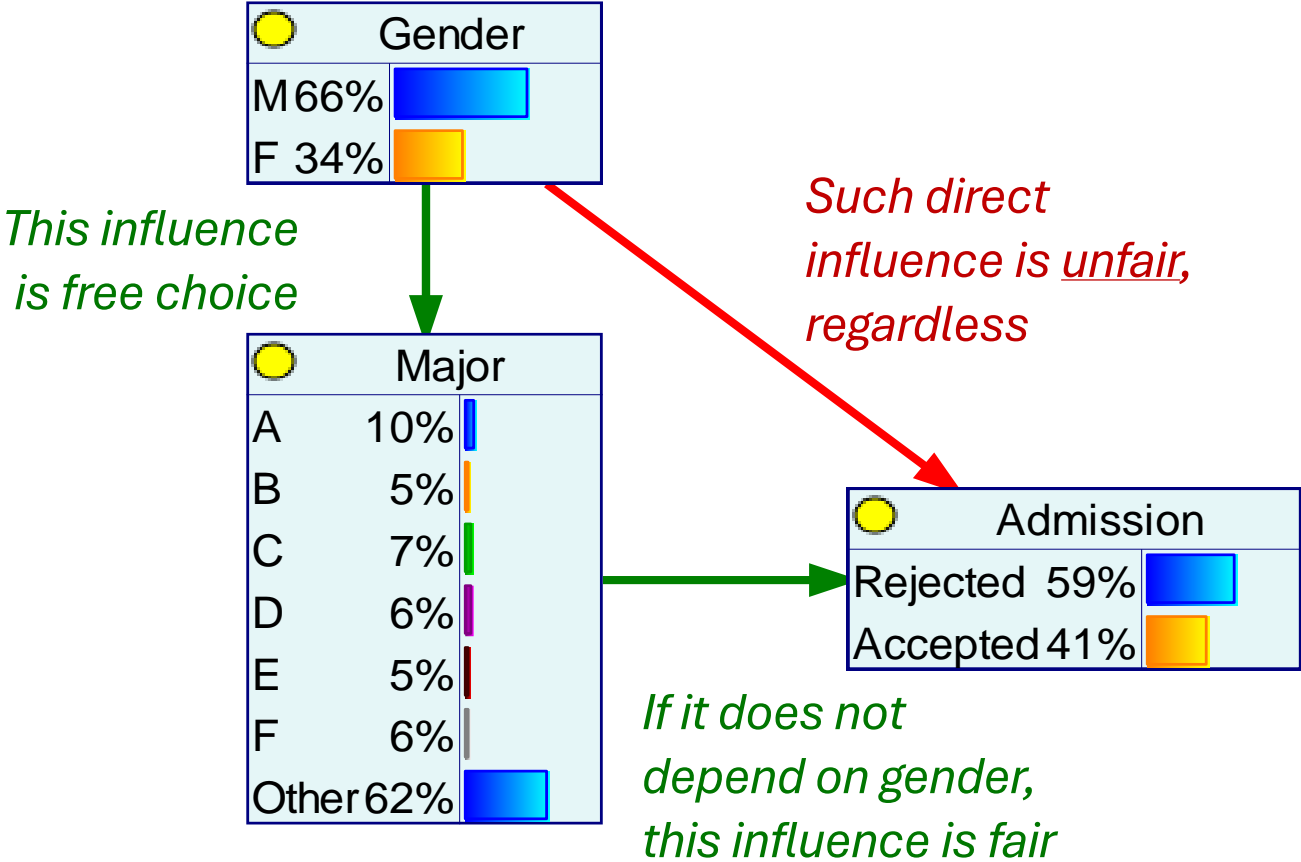 Gender
M 66%
F 34%
This influence
is free choice
Such direct
influence is unfair,
regardless
Major
A 10%
B 5%
C 7%
D 6%
E 5%
F 6%
Other 62%
Admission
Rejected 59%
Accepted 41%
If it does not
depend on gender,
this influence is fair